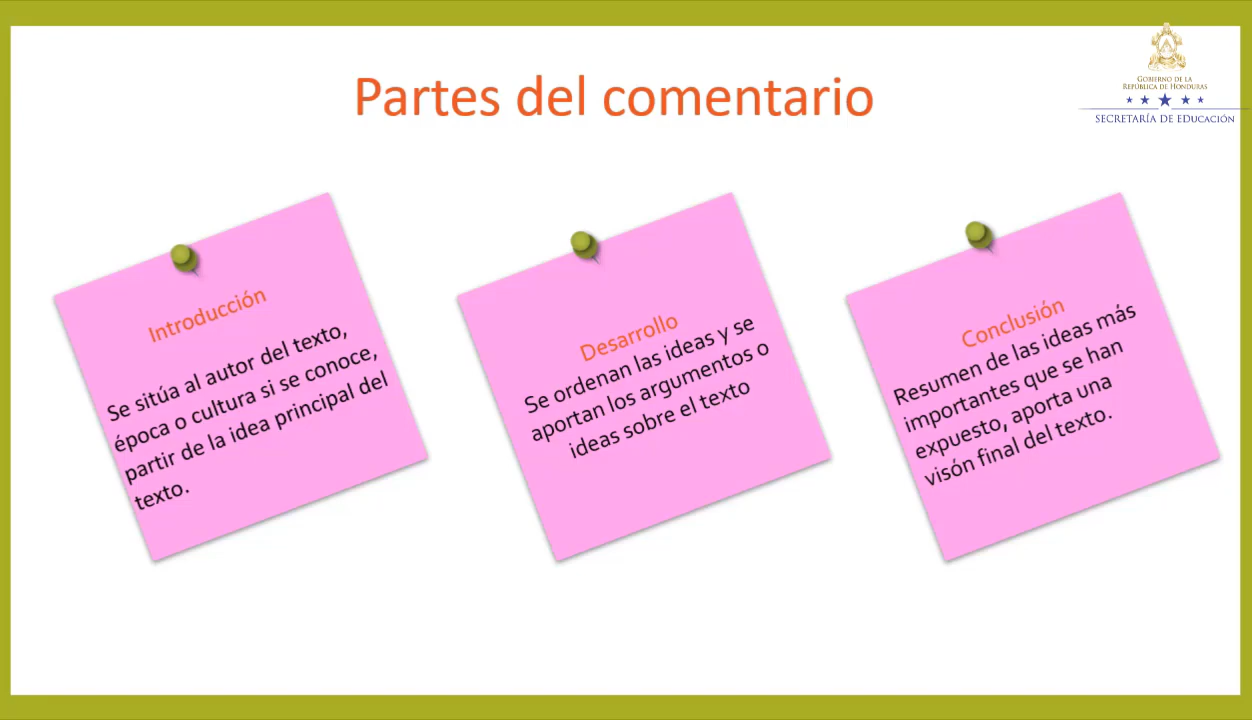 Partes del comentario
GOBIERNO DE LA
REPÚBLICA DE HONDURAS
SECRETARÍA DE EDUCACIÓN
Introducción
Se sitúa al autor del texto,
época o cultura si se conoce,
partir de la idea principal del
texto.
Desarrollo
Se ordenan las ideas y se
aportan los argumentos o
ideas sobre el texto
Conclusión
Resumen de las ideas más
importantes que se han
expuesto, aporta una
visón final del texto.